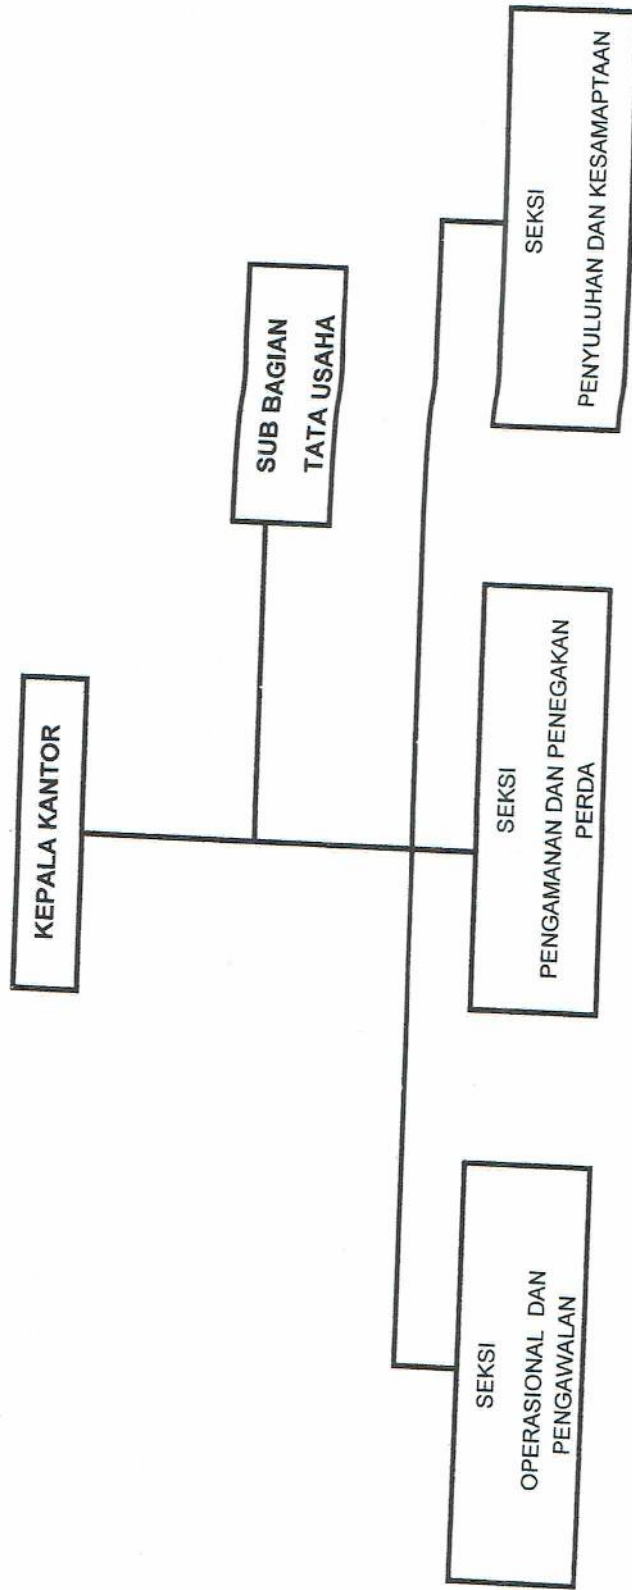 KEPALA KANTOR
SUB BAGIAN
TATA USAHA
SEKSI
OPERASIONAL DAN
PENGAWALAN
SEKSI
PENGAMANAN DAN PENEGAKAN
PERDA
SEKSI
PENYULUHAN DAN KESAMAPTAAN